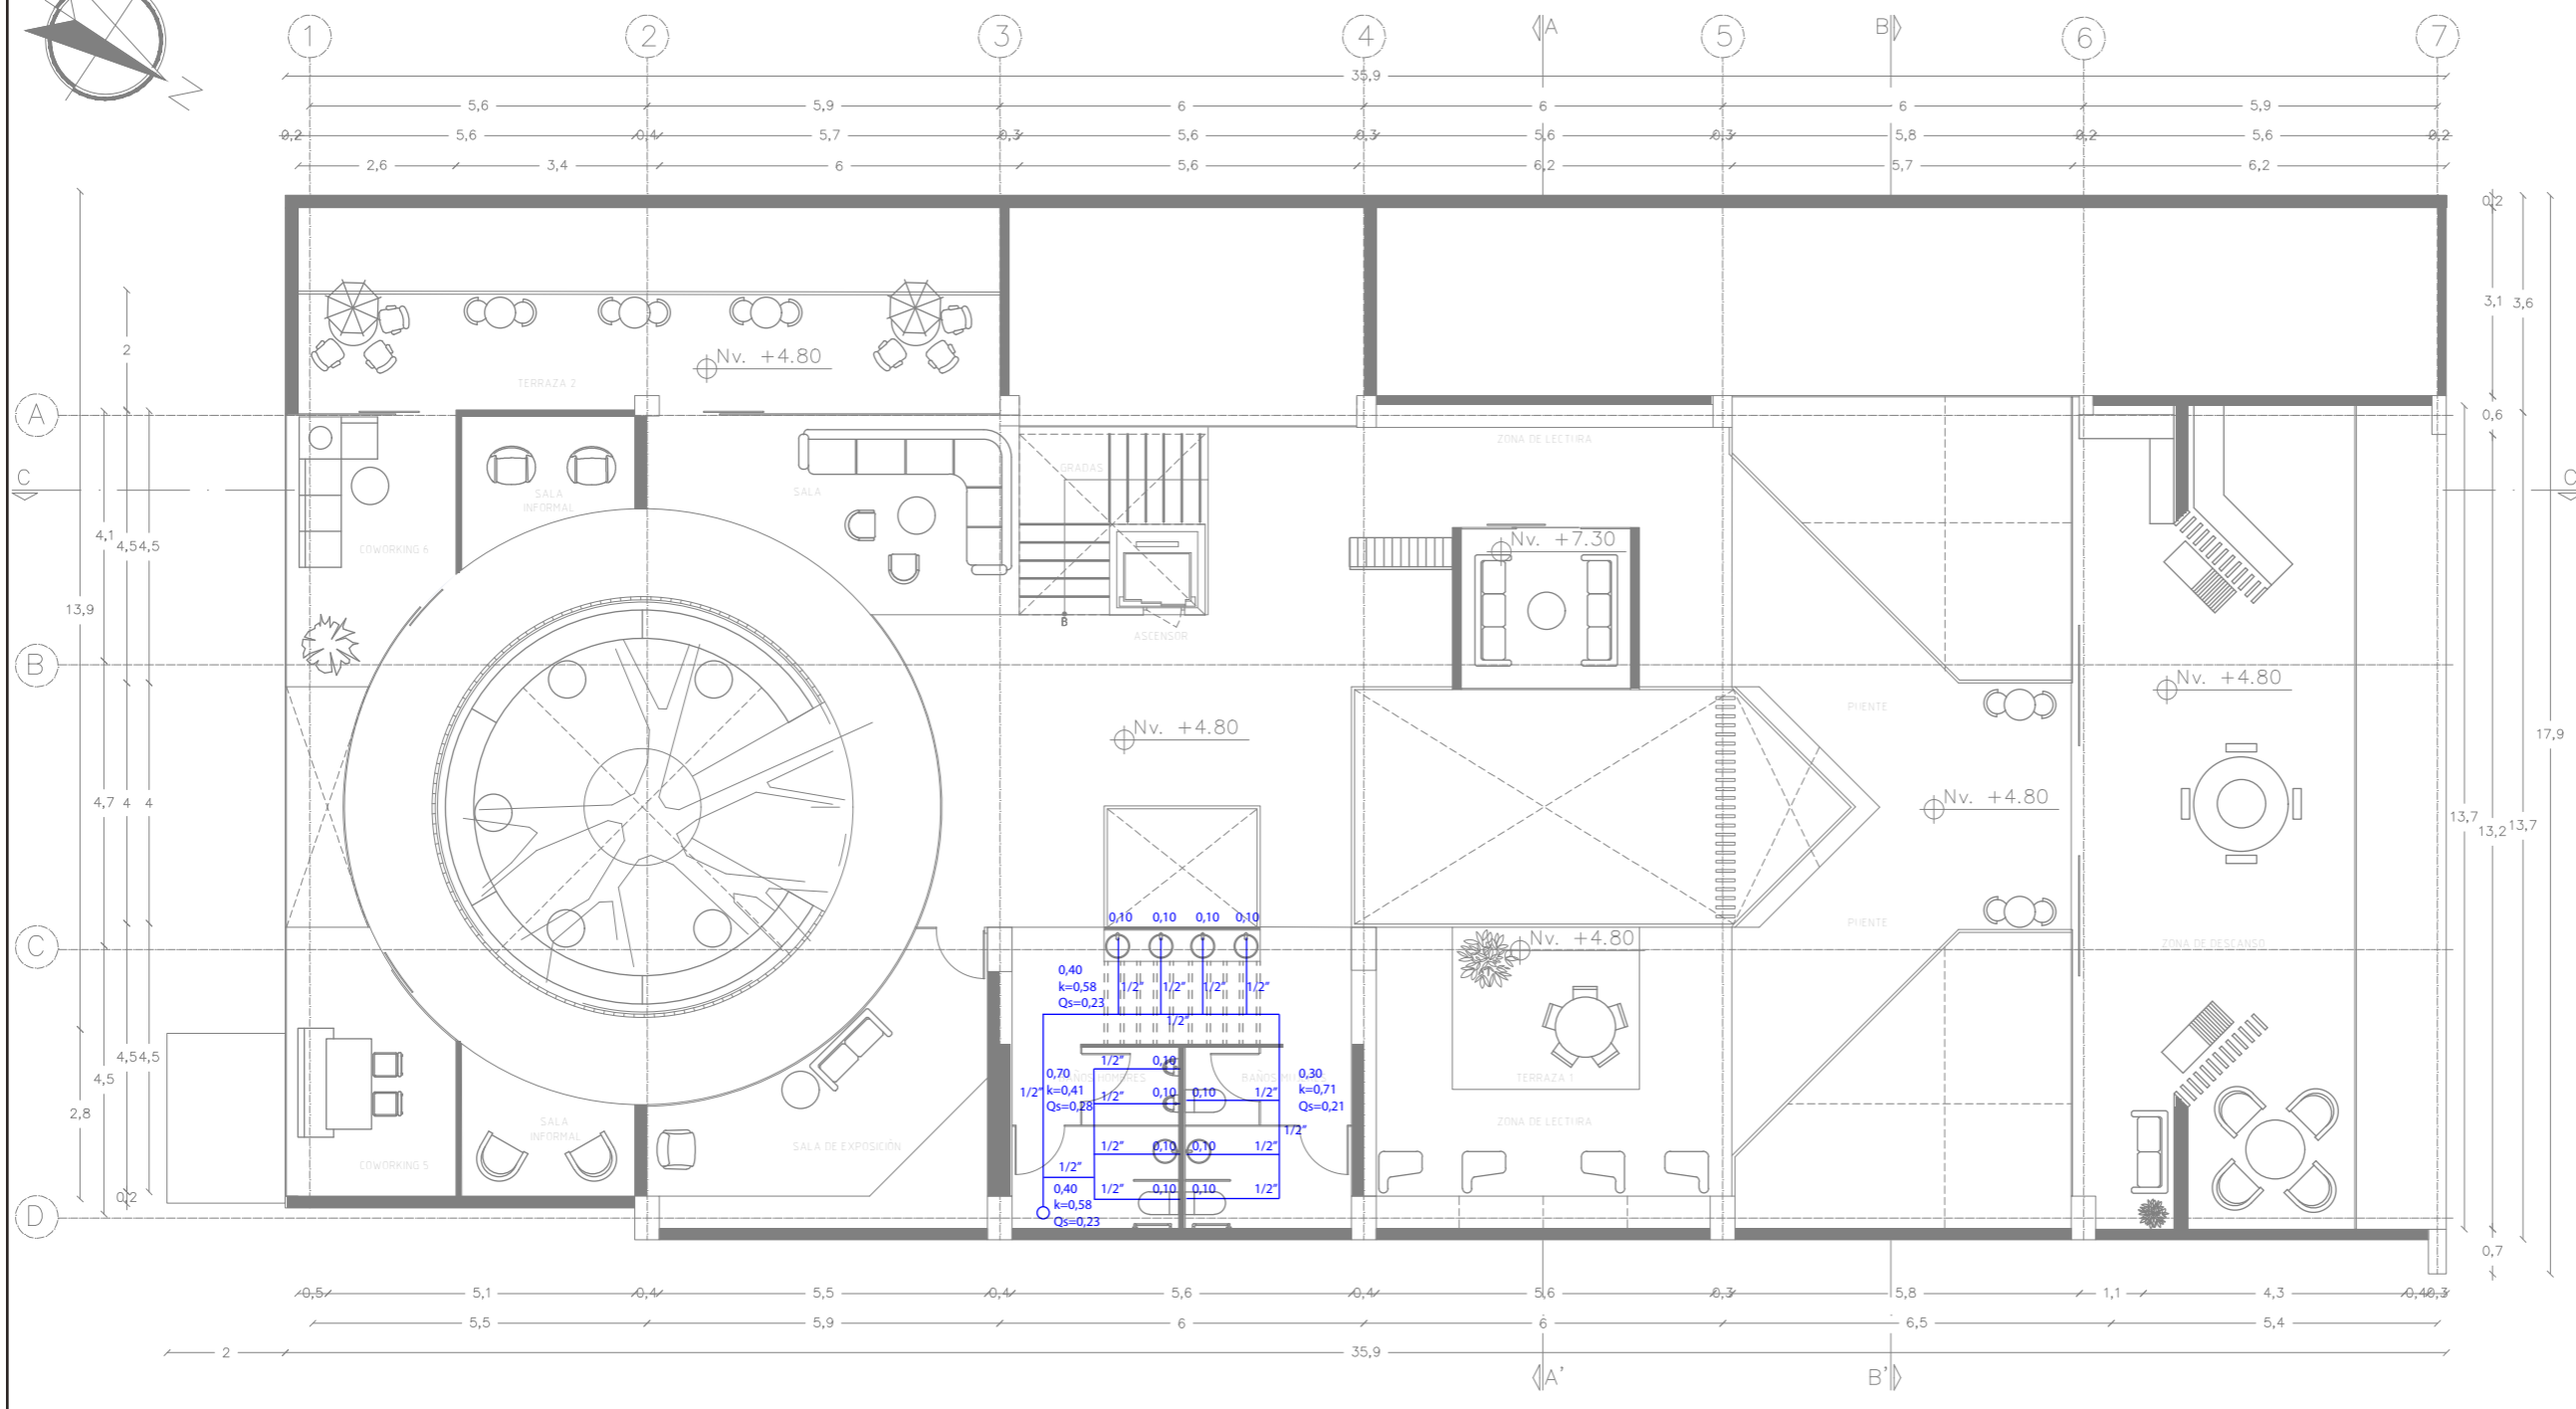 N
1 2 3 4 A 5 B 6 7
35,9
5,6 5,9 6 6 6 5,9
0,2 5,6 0,4 5,7 0,3 5,6 0,3 5,6 0,3 5,8 0,2 5,6 0,2
2,6 3,4 6 5,6 6,2 5,7 6,2
0,2
3,1 3,6
2
Nv. +4.80
TERRAZA 2
A
0,6
ZONA DE LECTURA
GRADAS
C
C
SALA
SALA
INFORMAL
4,1 4,5 4,5
COWORKING 6
Nv. +7.30
13,9
B
ASCENSOR
B
Nv. +4.80
PUENTE
Nv. +4.80
17,9
4,7 4 4
Nv. +4.80
13,7 13,2 13,7
0,10 0,10 0,10 0,10
PUENTE
C
Nv. +4.80
ZONA DE DESCANSO
0,40
k=0,58
Qs=0,23
1/2" 1/2" 1/2" 1/2"
1/2"
4,5 4,5
4,5
1/2" 0,10
0,70
k=0,41
Qs=0,28
1/2"
BAÑOS HOMBRES
0,30
k=0,71
Qs=0,21
TERRAZA 1
1/2" 0,10 0,10 1/2"
2,8
SALA
INFORMAL
ZONA DE LECTURA
1/2"
SALA DE EXPOSICIÓN
1/2" 0,10 0,10 1/2"
COWORKING 5
1/2"
0,40
k=0,58
Qs=0,23
1/2" 0,10 0,10 1/2"
0,2
D
0,7
0,5 5,1 0,4 5,5 0,4 5,6 0,4 5,6 0,3 5,8 1,1 4,3 0,4 0,3
5,5 5,9 6 6 6,5 5,4
2 35,9
A' B'